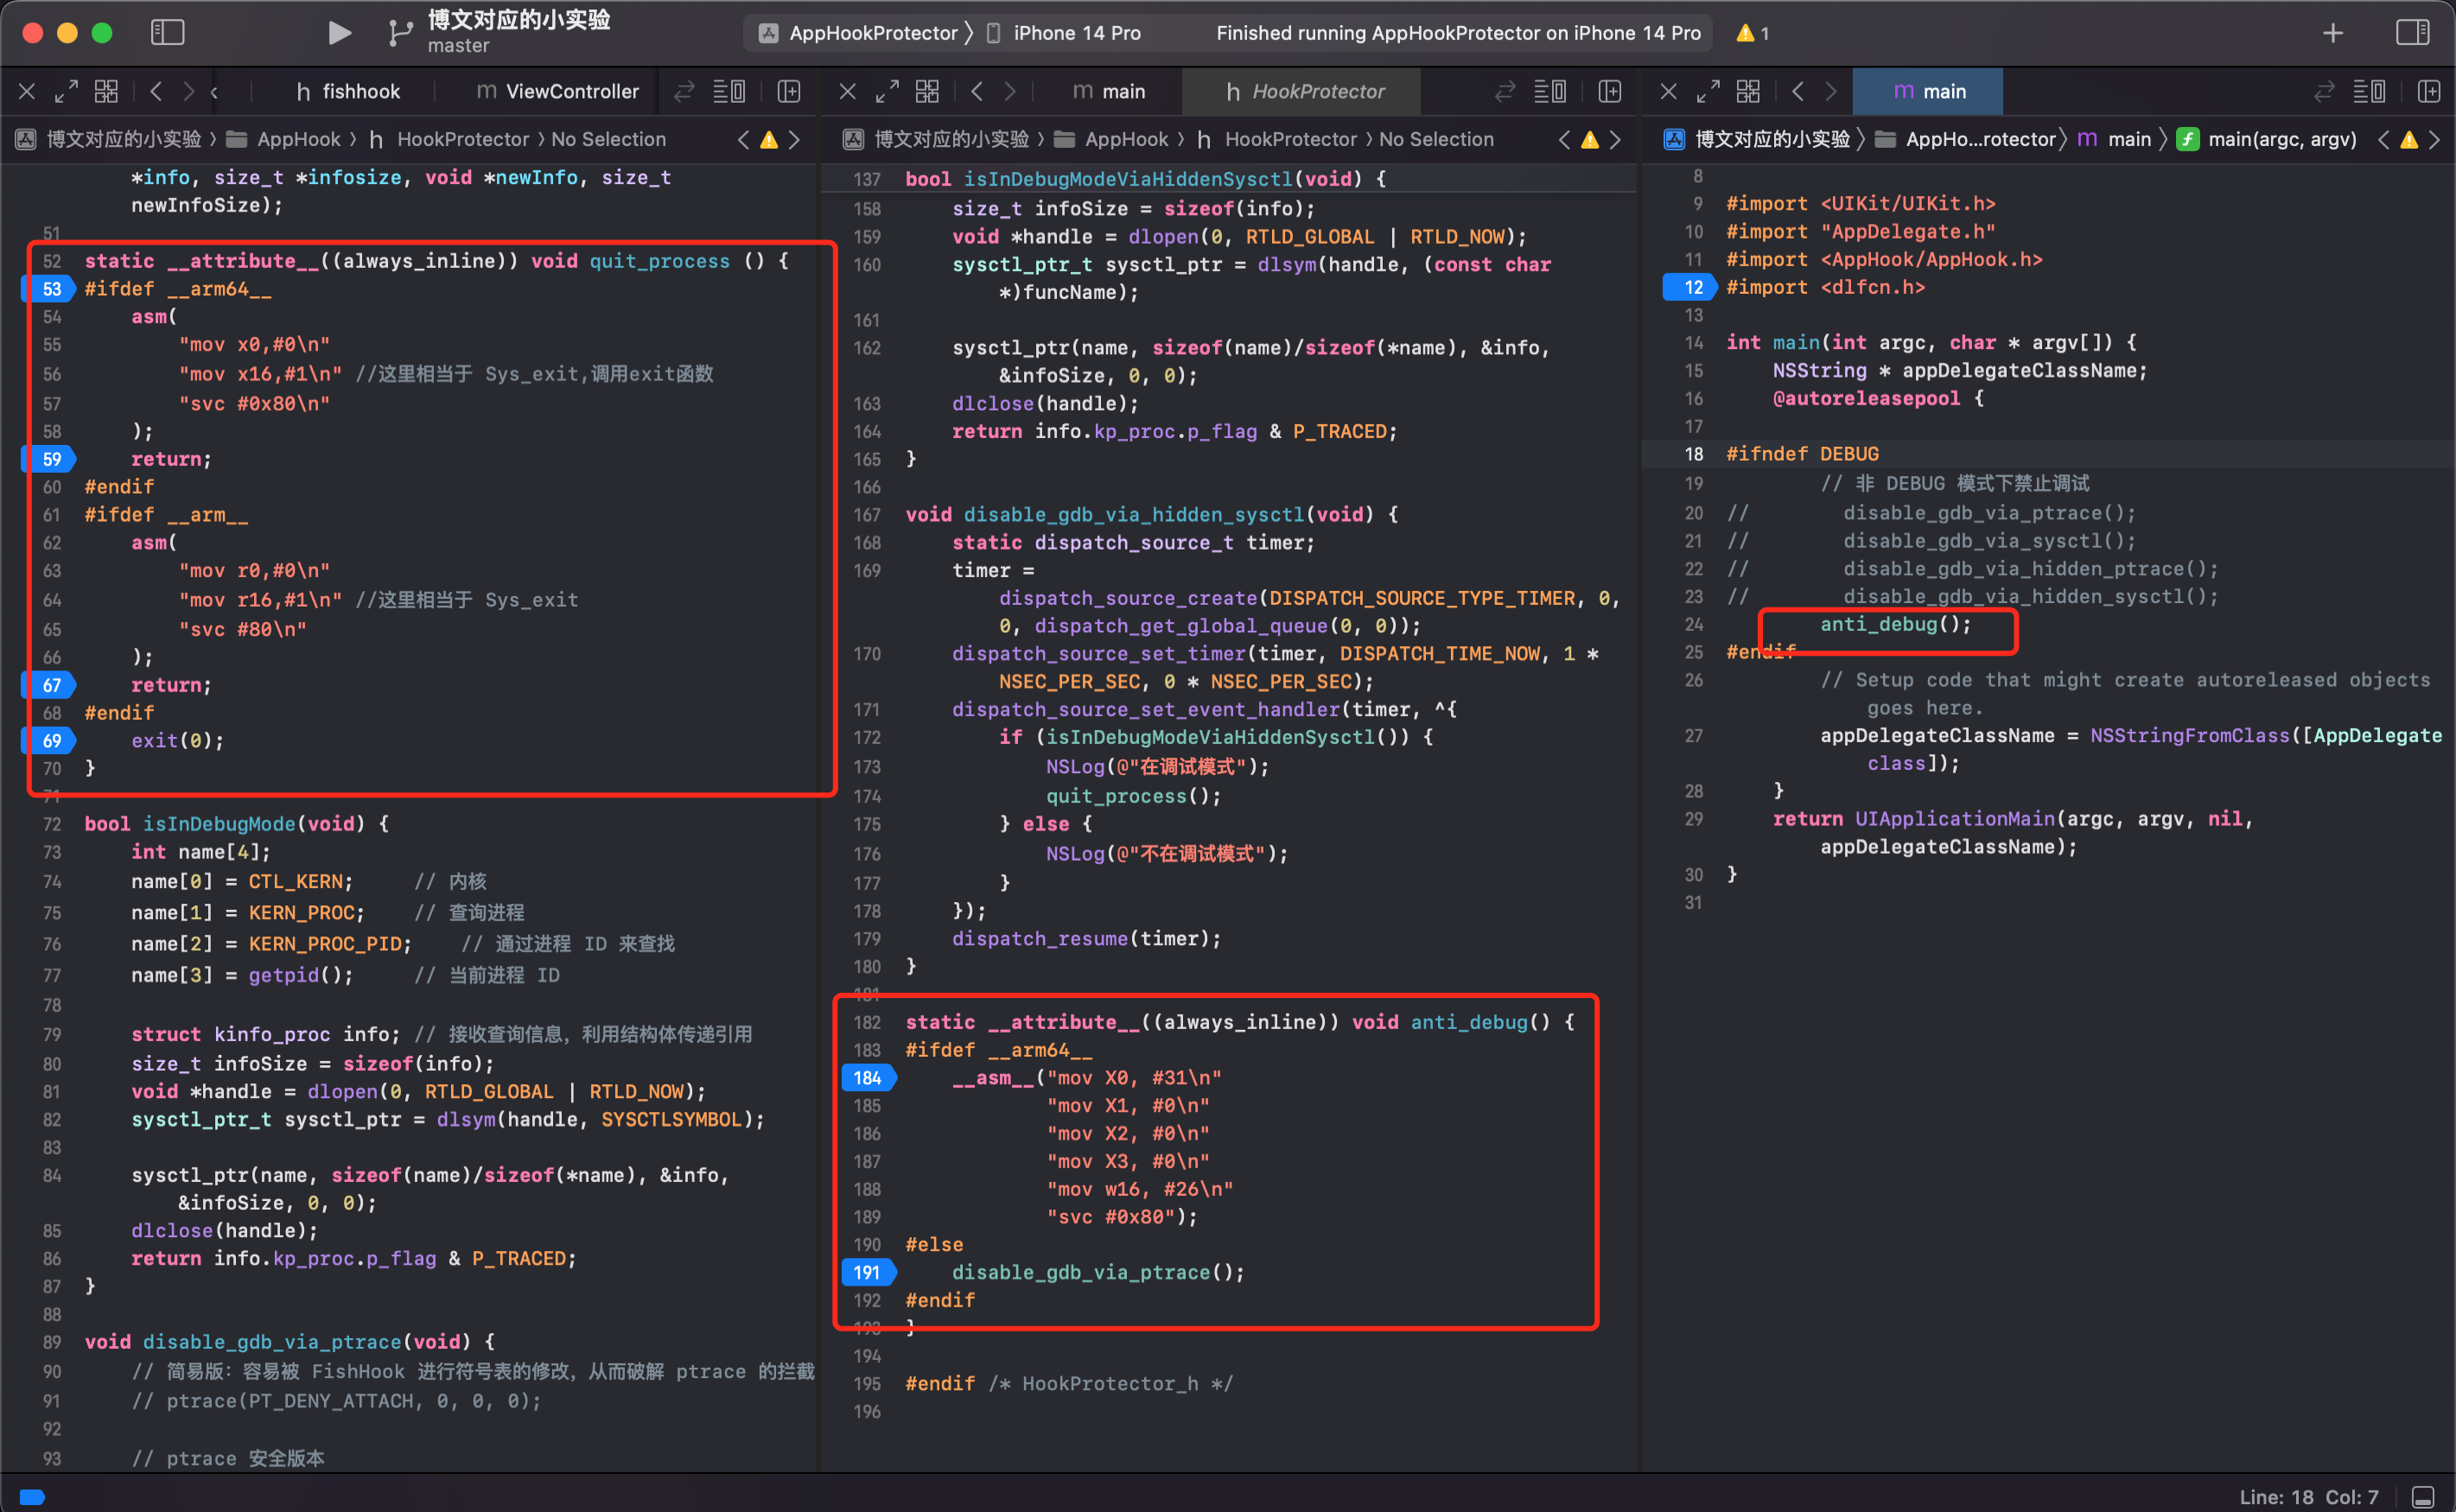 博文对应的小实验
master
AppHookProtector 〉 iPhone 14 Pro
Finished running AppHookProtector on iPhone 14 Pro
1
fishhook
ViewController
博文对应的小实验 〉 AppHook 〉 h HookProtector 〉 No Selection
*info, size_t *infosize, void *newInfo, size_t
newInfoSize);
51
52 static __attribute__((always_inline)) void quit_process () {
53 #ifdef __arm64__
54 asm(
55 "mov x0,#0\n"
56 "mov x16,#1\n" //这里相当于 Sys_exit,调用exit函数
57 "svc #0x80\n"
58 );
59 return;
60 #endif
61 #ifdef __arm__
62 asm(
63 "mov r0,#0\n"
64 "mov r16,#1\n" //这里相当于 Sys_exit
65 "svc #80\n"
66 );
67 return;
68 #endif
69 exit(0);
70 }
71
72 bool isInDebugMode(void) {
73 int name[4];
74 name[0] = CTL_KERN; // 内核
75 name[1] = KERN_PROC; // 查询进程
76 name[2] = KERN_PROC_PID; // 通过进程 ID 来查找
77 name[3] = getpid(); // 当前进程 ID
78
79 struct kinfo_proc info; // 接收查询信息，利用结构体传递引用
80 size_t infoSize = sizeof(info);
81 void *handle = dlopen(0, RTLD_GLOBAL | RTLD_NOW);
82 sysctl_ptr_t sysctl_ptr = dlsym(handle, SYSCTLSYMBOL);
83
84 sysctl_ptr(name, sizeof(name)/sizeof(*name), &info,
&infoSize, 0, 0);
85 dlclose(handle);
86 return info.kp_proc.p_flag & P_TRACED;
87 }
88
89 void disable_gdb_via_ptrace(void) {
90 // 简易版：容易被 FishHook 进行符号表的修改，从而破解 ptrace 的拦截
91 // ptrace(PT_DENY_ATTACH, 0, 0, 0);
92
93 // ptrace 安全版本
m main
h HookProtector
博文对应的小实验 〉 AppHook 〉 h HookProtector 〉 No Selection
137 bool isInDebugModeViaHiddenSysctl(void) {
158 size_t infoSize = sizeof(info);
159 void *handle = dlopen(0, RTLD_GLOBAL | RTLD_NOW);
160 sysctl_ptr_t sysctl_ptr = dlsym(handle, (const char
*)funcName);
161
162 sysctl_ptr(name, sizeof(name)/sizeof(*name), &info,
&infoSize, 0, 0);
163 dlclose(handle);
164 return info.kp_proc.p_flag & P_TRACED;
165 }
166
167 void disable_gdb_via_hidden_sysctl(void) {
168 static dispatch_source_t timer;
169 timer =
dispatch_source_create(DISPATCH_SOURCE_TYPE_TIMER, 0,
0, dispatch_get_global_queue(0, 0));
170 dispatch_source_set_timer(timer, DISPATCH_TIME_NOW, 1 *
NSEC_PER_SEC, 0 * NSEC_PER_SEC);
171 dispatch_source_set_event_handler(timer, ^{
172 if (isInDebugModeViaHiddenSysctl()) {
173 NSLog(@"在调试模式");
174 quit_process();
175 } else {
176 NSLog(@"不在调试模式");
177 }
178 });
179 dispatch_resume(timer);
180 }
181
182 static __attribute__((always_inline)) void anti_debug() {
183 #ifdef __arm64__
184 __asm__("mov X0, #31\n"
185 "mov X1, #0\n"
186 "mov X2, #0\n"
187 "mov X3, #0\n"
188 "mov w16, #26\n"
189 "svc #0x80");
190 #else
191 disable_gdb_via_ptrace();
192 #endif
193 }
194
195 #endif /* HookProtector_h */
196
m main
博文对应的小实验 〉 AppHo...rotector 〉 m main 〉 f main(argc, argv)
8
9 #import <UIKit/UIKit.h>
10 #import "AppDelegate.h"
11 #import <AppHook/AppHook.h>
12 #import <dlfcn.h>
13
14 int main(int argc, char * argv[]) {
15 NSString * appDelegateClassName;
16 @autoreleasepool {
17
18 #ifndef DEBUG
19 // 非 DEBUG 模式下禁止调试
20 // disable_gdb_via_ptrace();
21 // disable_gdb_via_sysctl();
22 // disable_gdb_via_hidden_ptrace();
23 // disable_gdb_via_hidden_sysctl();
24 anti_debug();
25 #endif
26 // Setup code that might create autoreleased objects
goes here.
27 appDelegateClassName = NSStringFromClass([AppDelegate
class]);
28 }
29 return UIApplicationMain(argc, argv, nil,
appDelegateClassName);
30 }
31
Line: 18 Col: 7